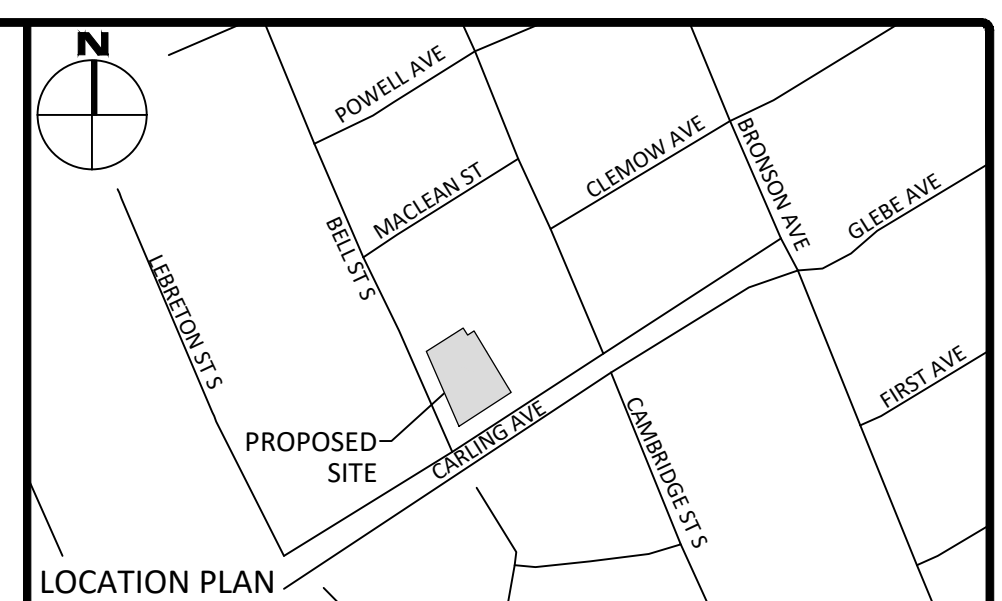 N
POWELL AVE
MACLEAN ST
CLEMOW AVE
BRONSON AVE
GLEBE AVE
BELL ST S
LEBRETON ST S
FIRST AVE
PROPOSED
SITE
CARLING AVE
CAMBRIDGE ST S
LOCATION PLAN